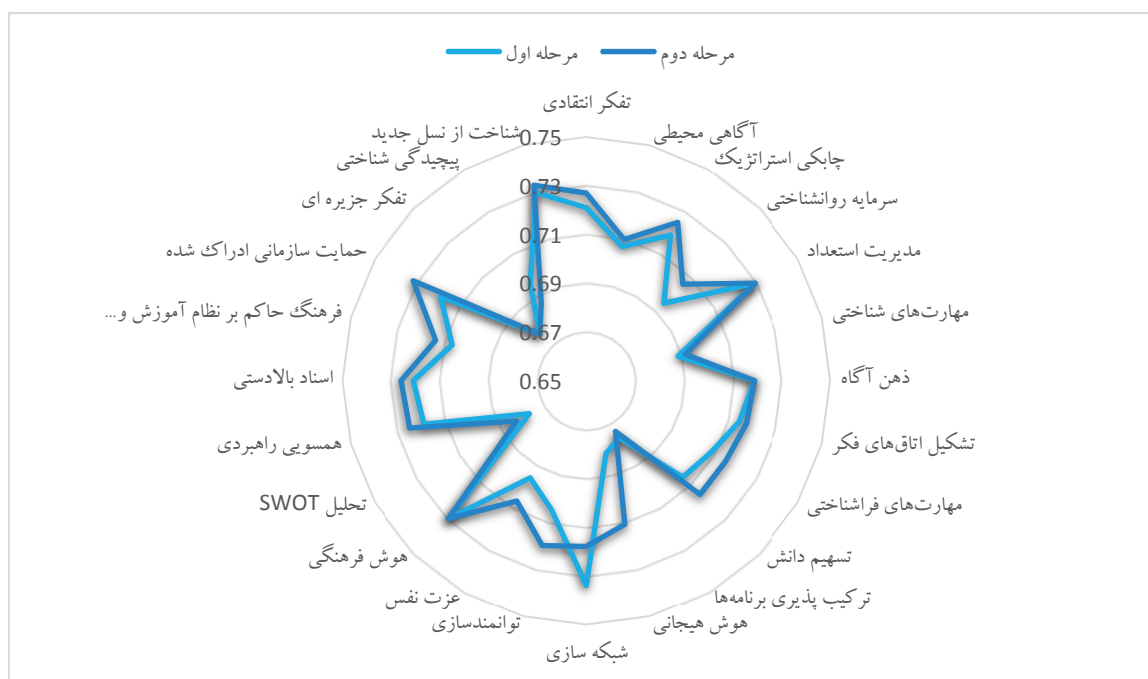 مرحله اول
مرحله دوم
تفکر انتقادی
آگاهی محیطی
چابکی استراتژیک
سرمایه روانشناختی
مدیریت استعداد
مهارت‌های شناختی
ذهن آگاه
تشکیل اتاق‌های فکر
مهارت‌های فراشناختی
تسهیم دانش
ترکیب پذیری برنامه‌ها
هوش هیجانی
شبکه سازی
توانمندسازی
عزت نفس
هوش فرهنگی
تحلیل SWOT
همسویی راهبردی
اسناد بالادستی
فرهنگ حاکم بر نظام آموزش و...
حمایت سازمانی ادراک شده
تفکر جزیره ای
پیچیدگی شناختی
شناخت از نسل جدید
0.75
0.73
0.71
0.69
0.67
0.65